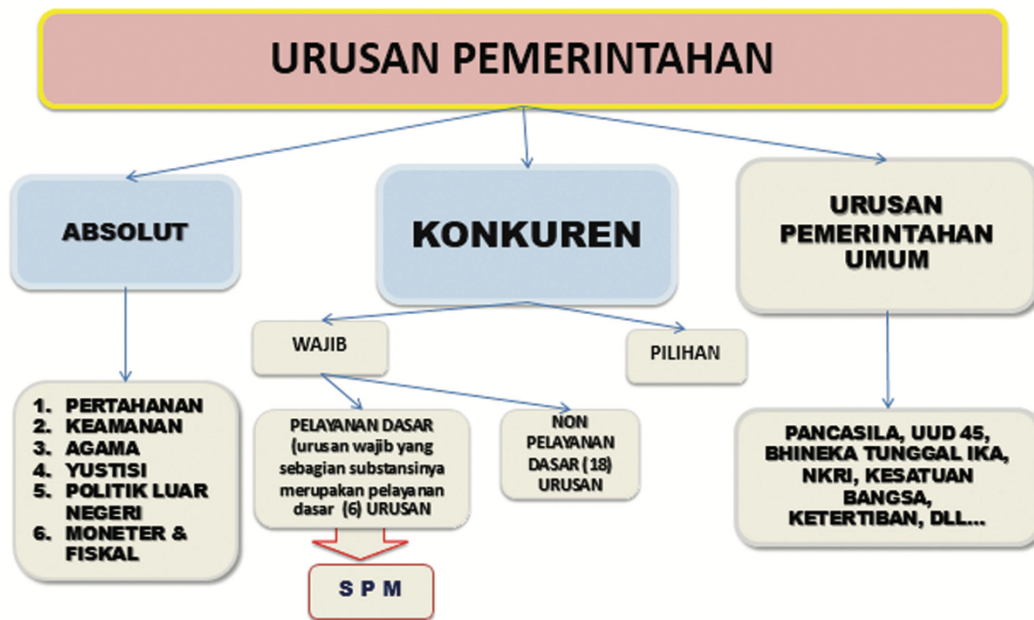 URUSAN PEMERINTAHAN
ABSOLUT
KONKUREN
URUSAN
PEMERINTAHAN
UMUM
WAJIB
PILIHAN
1. PERTAHANAN
2. KEAMANAN
3. AGAMA
4. YUSTISI
5. POLITIK LUAR
NEGERI
6. MONETER &
FISKAL
PELAYANAN DASAR
(urusan wajib yang
sebagian substansinya
merupakan pelayanan
dasar (6) URUSAN
NON
PELAYANAN
DASAR (18)
URUSAN
PANCASILA, UUD 45,
BHINEKA TUNGGAL IKA,
NKRI, KESATUAN
BANGSA,
KETERTIBAN, DLL...
S P M